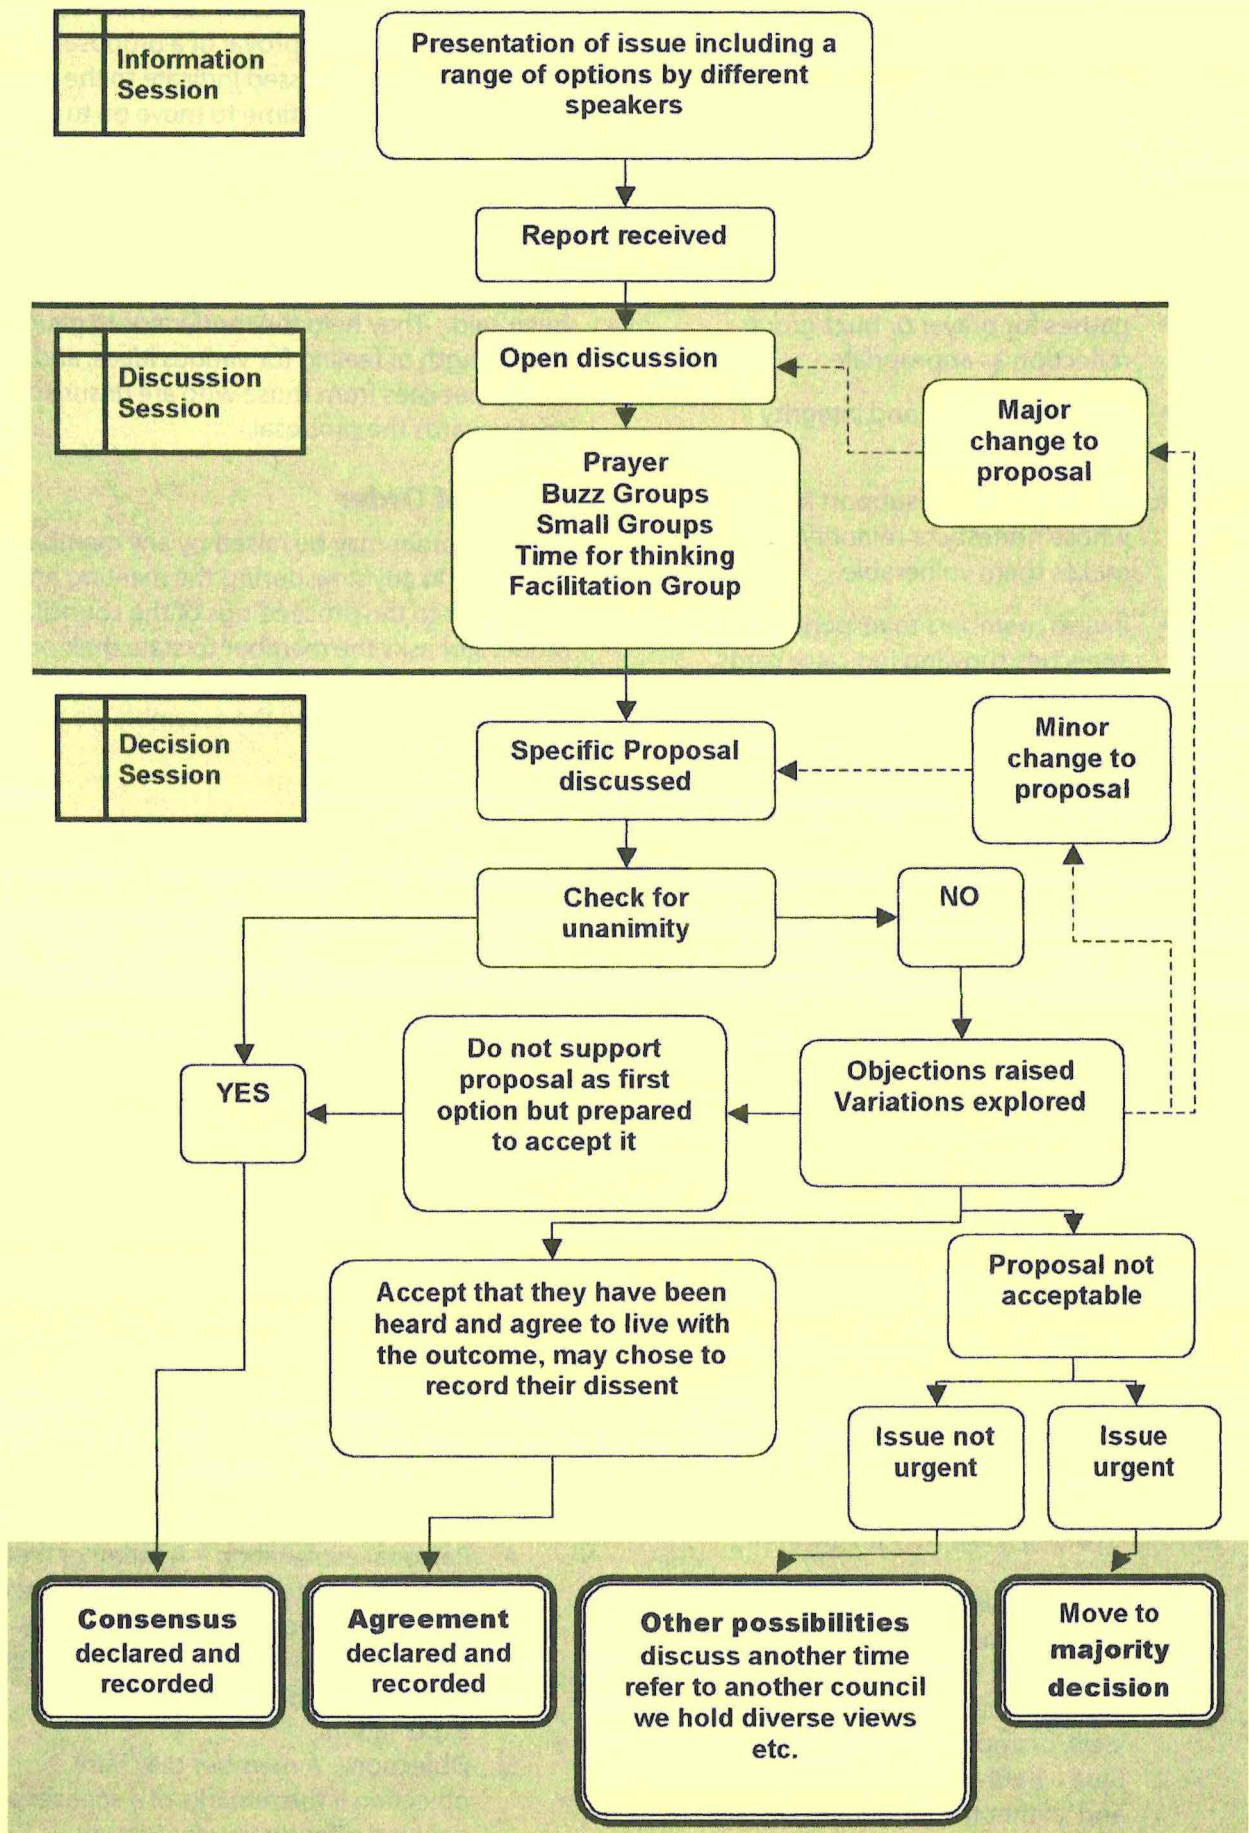 Information
Session
Presentation of issue including a
range of options by different
speakers
Report received
Discussion
Session
Open discussion
Major
change to
proposal
Prayer
Buzz Groups
Small Groups
Time for thinking
Facilitation Group
Decision
Session
Specific Proposal
discussed
Minor
change to
proposal
Check for
unanimity
NO
YES
Do not support
proposal as first
option but prepared
to accept it
Objections raised
Variations explored
Accept that they have been
heard and agree to live with
the outcome, may chose to
record their dissent
Proposal not
acceptable
Issue not
urgent
Issue
urgent
Consensus
declared and
recorded
Agreement
declared and
recorded
Other possibilities
discuss another time
refer to another council
we hold diverse views
etc.
Move to
majority
decision